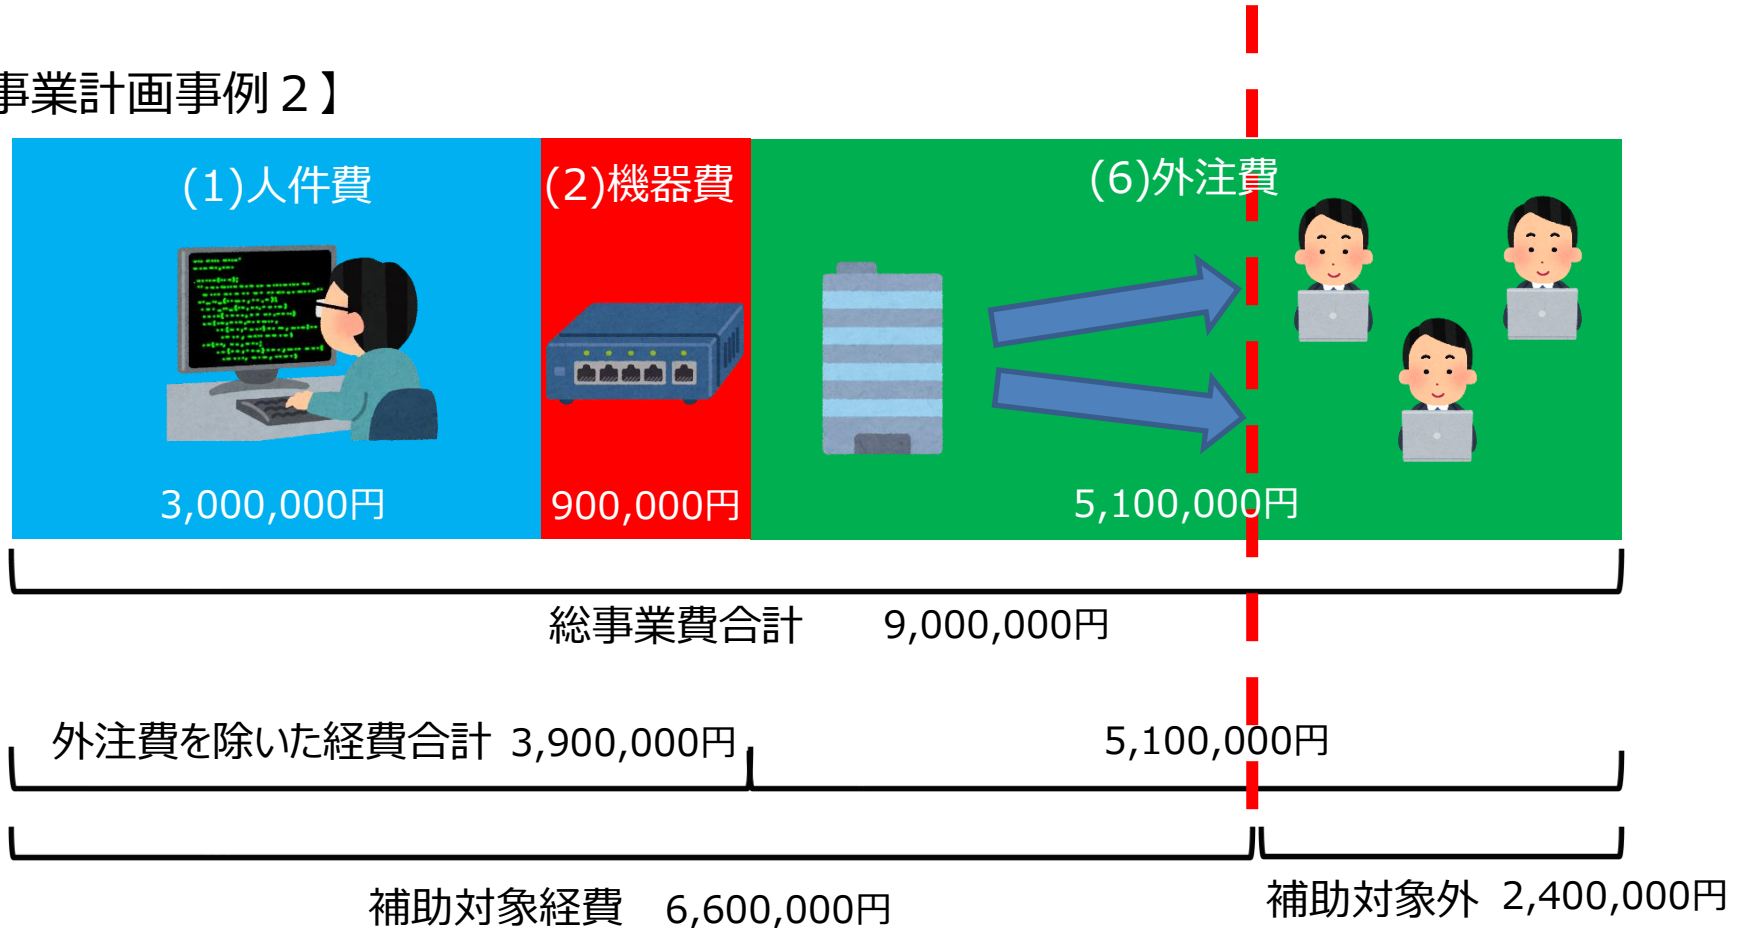 事業計画事例２】
(1)人件費
(2)機器費
(6)外注費
3,000,000円
900,000円
5,100,000円
総事業費合計 9,000,000円
外注費を除いた経費合計 3,900,000円
5,100,000円
補助対象経費 6,600,000円
補助対象外 2,400,000円